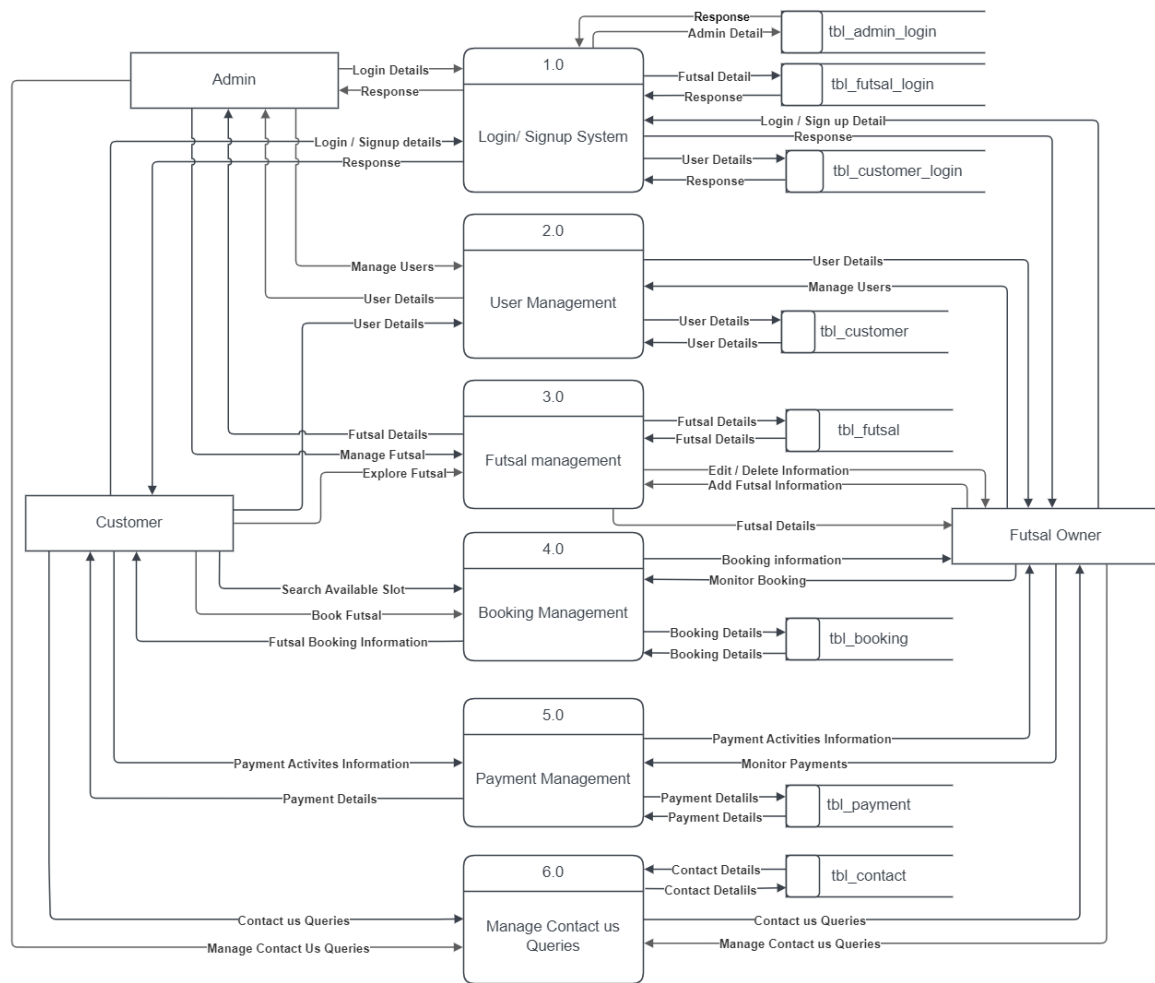 Response
Admin Detail
tbl_admin_login
Admin
Login Details
Response
1.0
Login/ Signup System
Futsal Detail
Response
tbl_futsal_login
Login / Sign up Detail
Response
Login / Signup details
Response
User Details
Response
tbl_customer_login
2.0
User Management
Manage Users
User Details
User Details
User Details
Manage Users
User Details
User Details
tbl_customer
3.0
Futsal management
Futsal Details
Manage Futsal
Explore Futsal
Futsal Details
Futsal Details
tbl_futsal
Edit / Delete Information
Add Futsal Information
Futsal Details
Customer
Futsal Owner
4.0
Booking Management
Search Available Slot
Book Futsal
Futsal Booking Information
Booking information
Monitor Booking
Booking Details
Booking Details
tbl_booking
5.0
Payment Management
Payment Activites Information
Payment Details
Payment Activities Information
Monitor Payments
Payment Detalils
Payment Details
tbl_payment
6.0
Manage Contact us
Queries
Contact Details
Contact Detalils
tbl_contact
Contact us Queries
Manage Contact Us Queries
Contact us Queries
Manage Contact us Queries